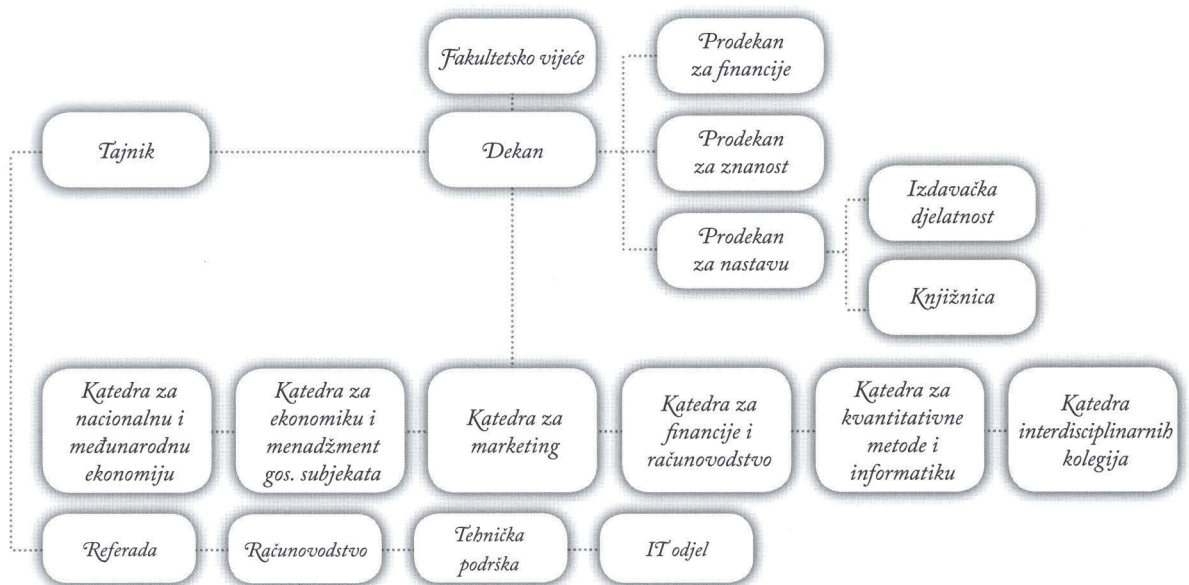 Fakultetsko vijeće
Prodekan
za financije
Tajnik
Dekan
Prodekan
za znanost
Izdavačka
djelatnost
Prodekan
za nastavu
Knjižnica
Katedra za
nacionalnu i
međunarodnu
ekonomiju
Katedra za
ekonomiku i
menadžment
gos. subjekata
Katedra za
marketing
Katedra za
financije i
računovodstvo
Katedra za
kvantitativne
metode i
informatiku
Katedra
interdisciplinarnih
kolegija
Referada
Računovodstvo
Tehnička
podrška
IT odjel